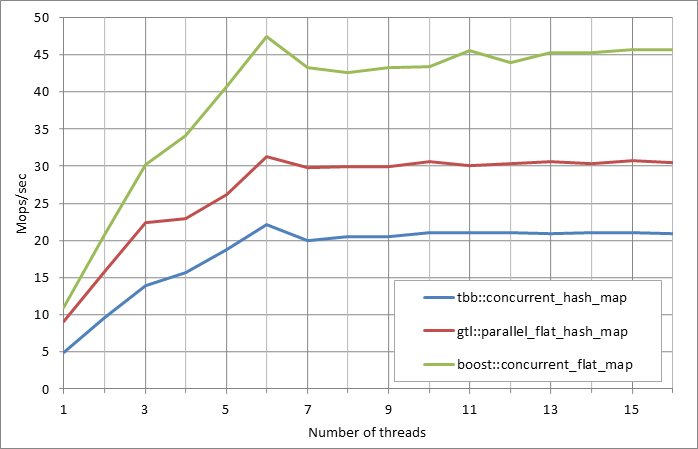 50
45
40
35
30
25
20
15
10
5
0
Mops/sec
tbb::concurrent_hash_map
gtl::parallel_flat_hash_map
boost::concurrent_flat_map
1 3 5 7 9 11 13 15
Number of threads